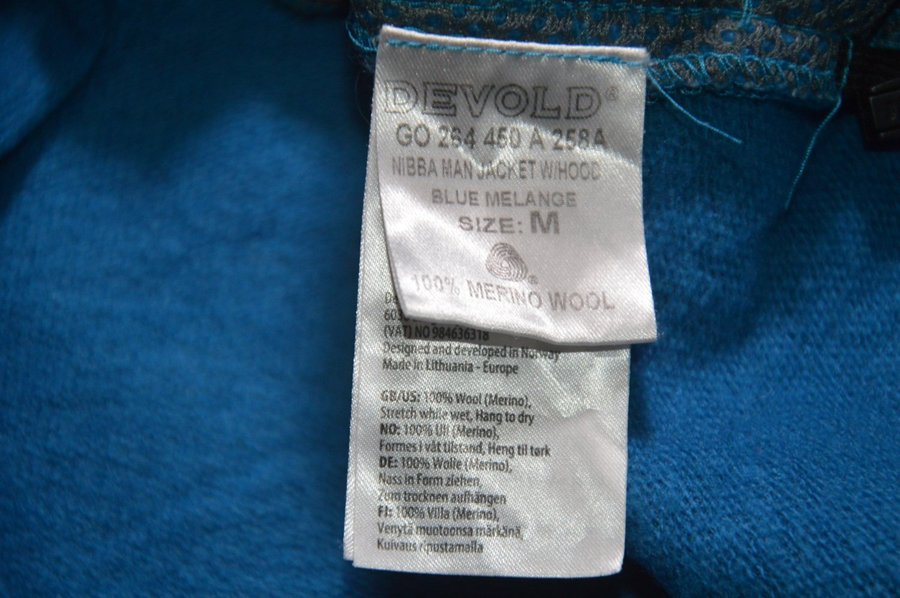 DEVOLD®
GO 264 450 A 258A
NIBBA MAN JACKET W/HOOD
BLUE MELANGE
SIZE: M
100% MERINO WOOL
(VAT) NO 984636318
Designed and developed in Norway
Made in Lithuania - Europe
GB/US: 100% Wool (Merino),
Stretch while wet, Hang to dry
NO: 100% Ull (Merino),
Formes i våt tilstand, Heng til tørk
DE: 100% Wolle (Merino),
Nass in Form ziehen,
Zum trocknen aufhängen
FI: 100% Villa (Merino),
Venytä muotoonsa märkänä,
Kuivaus ripustamalla